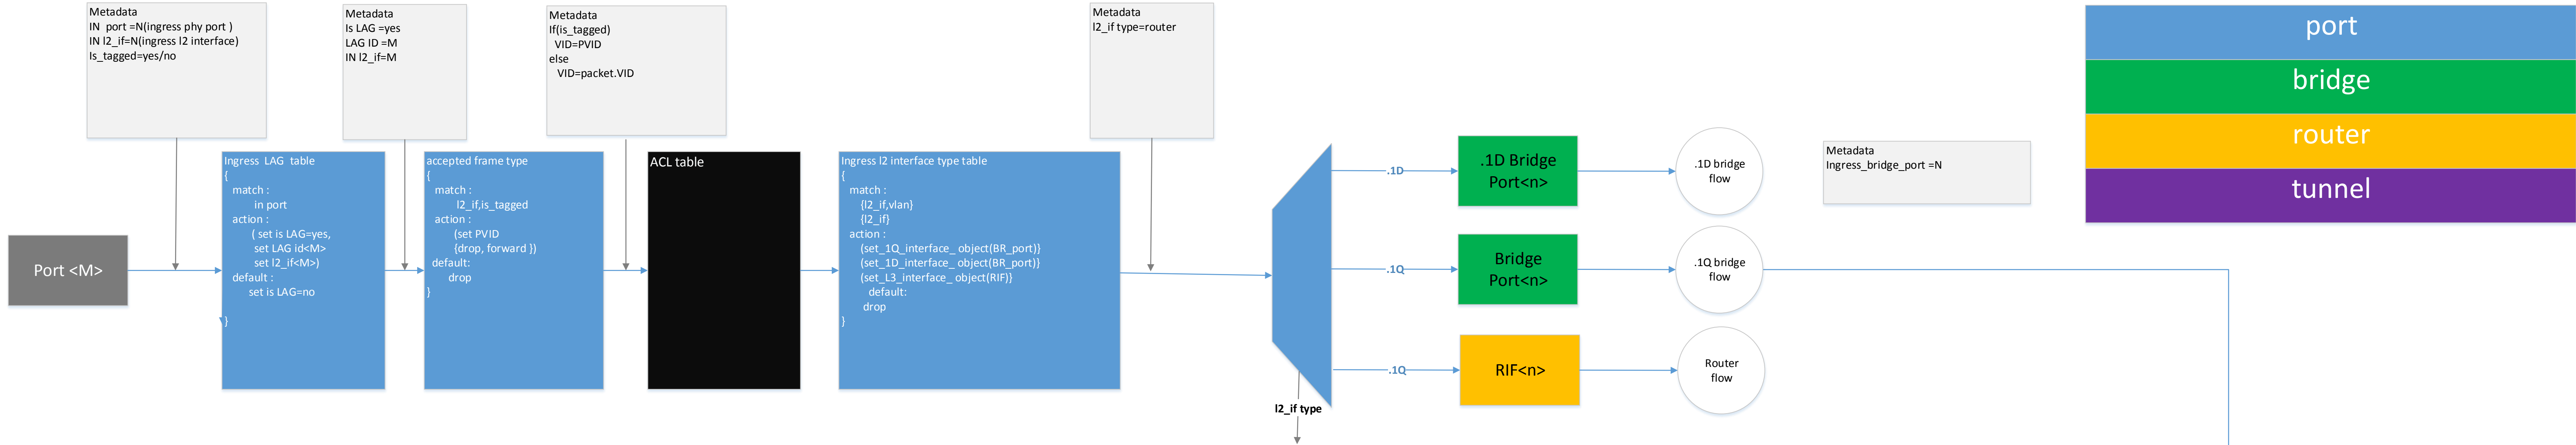 Metadata
IN  port =N(ingress phy port )
IN l2_if=N(ingress l2 interface)
Is_tagged=yes/no
Metadata
Is LAG =yes
LAG ID =M
IN l2_if=M
Metadata
If(is_tagged)
VID=PVID
else
VID=packet.VID
Metadata
l2_if type=router
port
bridge
router
tunnel
Port <M>
Ingress  LAG  table
{
match :
in port
action :
( set is LAG=yes,
set LAG id<M>
set l2_if<M>)
default :
set is LAG=no
}
accepted frame type
{
match :
l2_if,is_tagged
action :
(set PVID
{drop, forward })
default:
drop
}
ACL table
Ingress l2 interface type table
{
match :
{l2_if,vlan}
{l2_if}
action :
(set_1Q_interface_ object(BR_port)}
(set_1D_interface_ object(BR_port)}
(set_L3_interface_ object(RIF)}
default:
drop
}
l2_if type
.1D
.1D Bridge
Port<n>
.1D bridge
flow
.1Q
Bridge
Port<n>
.1Q bridge
flow
.1Q
RIF<n>
Router
flow
Metadata
Ingress_bridge_port =N